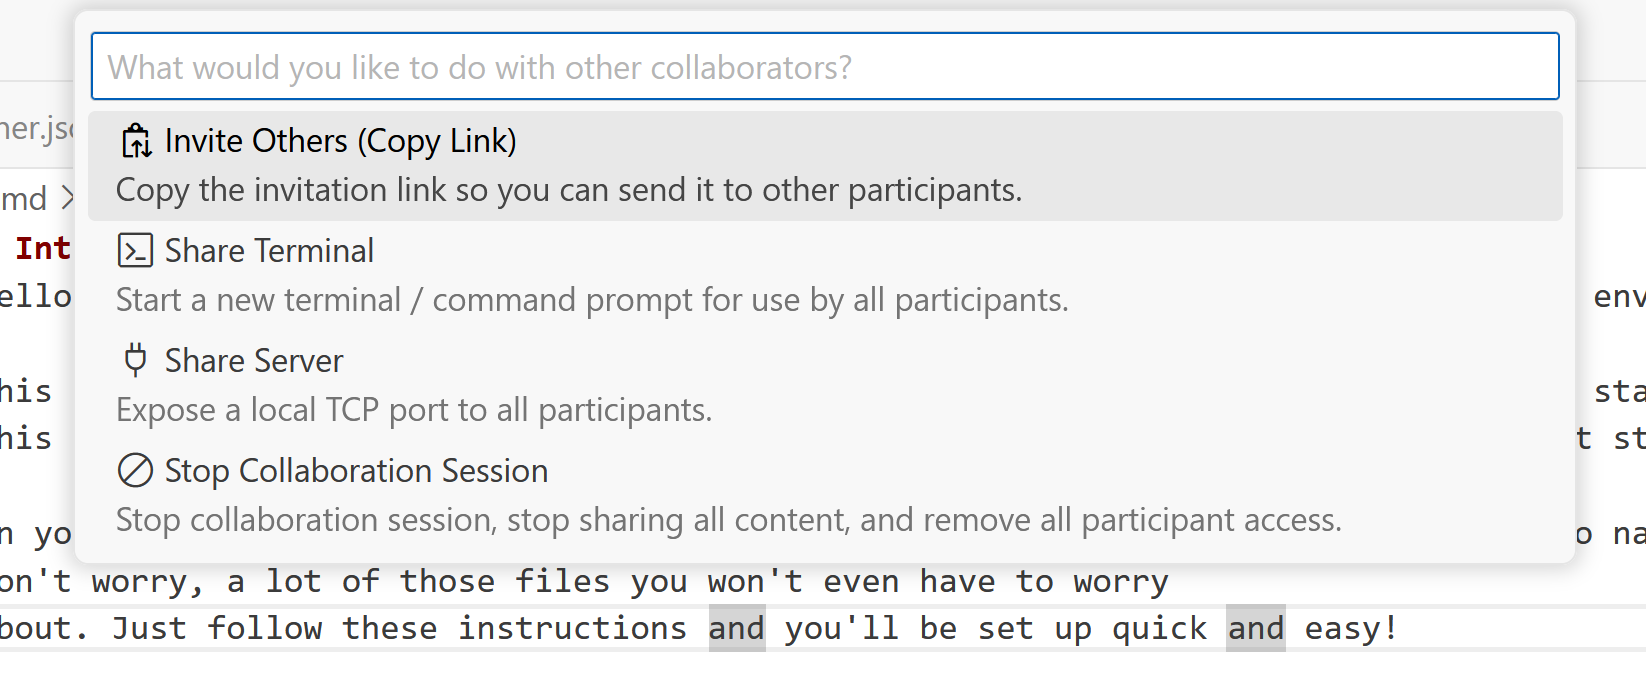 What would you like to do with other collaborators?
Invite Others (Copy Link)
Copy the invitation link so you can send it to other participants.
Share Terminal
Start a new terminal / command prompt for use by all participants.
Share Server
Expose a local TCP port to all participants.
Stop Collaboration Session
Stop collaboration session, stop sharing all content, and remove all participant access.
md
Int
ello env
his sta
his t st
n yo o na
on't worry, a lot of those files you won't even have to worry
bout. Just follow these instructions and you'll be set up quick and easy!